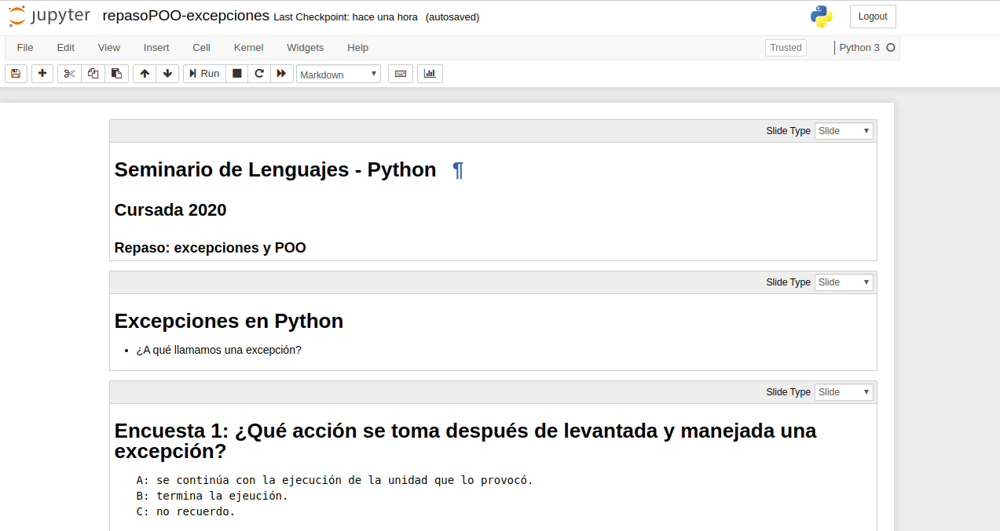 jupyter repasoPOO-excepciones Last Checkpoint: hace una hora (autosaved) Logout
File Edit View Insert Cell Kernel Widgets Help Trusted Python 3
Run Markdown
Slide Type Slide
Seminario de Lenguajes - Python ¶
Cursada 2020
Repaso: excepciones y POO
Slide Type Slide
Excepciones en Python
• ¿A qué llamamos una excepción?
Slide Type Slide
Encuesta 1: ¿Qué acción se toma después de levantada y manejada una
excepción?
A: se continúa con la ejecución de la unidad que lo provocó.
B: termina la ejeución.
C: no recuerdo.